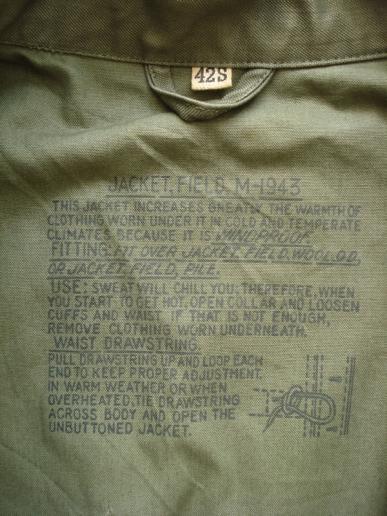 42S
JACKET, FIELD, M-1943
THIS JACKET INCREASES GREATLY THE WARMTH OF
CLOTHING WORN UNDER IT IN COLD AND TEMPERATE
CLIMATES BECAUSE IT IS WINDPROOF.
FITTING: FIT OVER JACKET, FIELD, WOOL, O.D.
OR JACKET, FIELD, PILE.
USE: SWEAT WILL CHILL YOU; THEREFORE, WHEN
YOU START TO GET HOT, OPEN COLLAR AND LOOSEN
CUFFS AND WAIST. IF THAT IS NOT ENOUGH,
REMOVE CLOTHING WORN UNDERNEATH.
WAIST DRAWSTRING.
PULL DRAWSTRING UP AND LOOP EACH
END TO KEEP PROPER ADJUSTMENT.
IN WARM WEATHER OR WHEN
OVERHEATED, TIE DRAWSTRING
ACROSS BODY AND OPEN THE
UNBUTTONED JACKET.